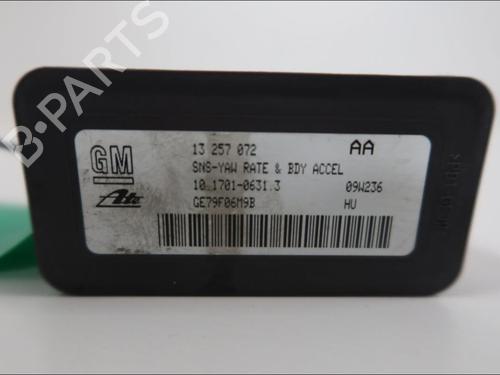 B-PARTS
GM
13 257 072
AA
SNS-YAW RATE & BDY ACCEL
10.1701-0631.3
09W236
Ate
GE79F06M9B
HU